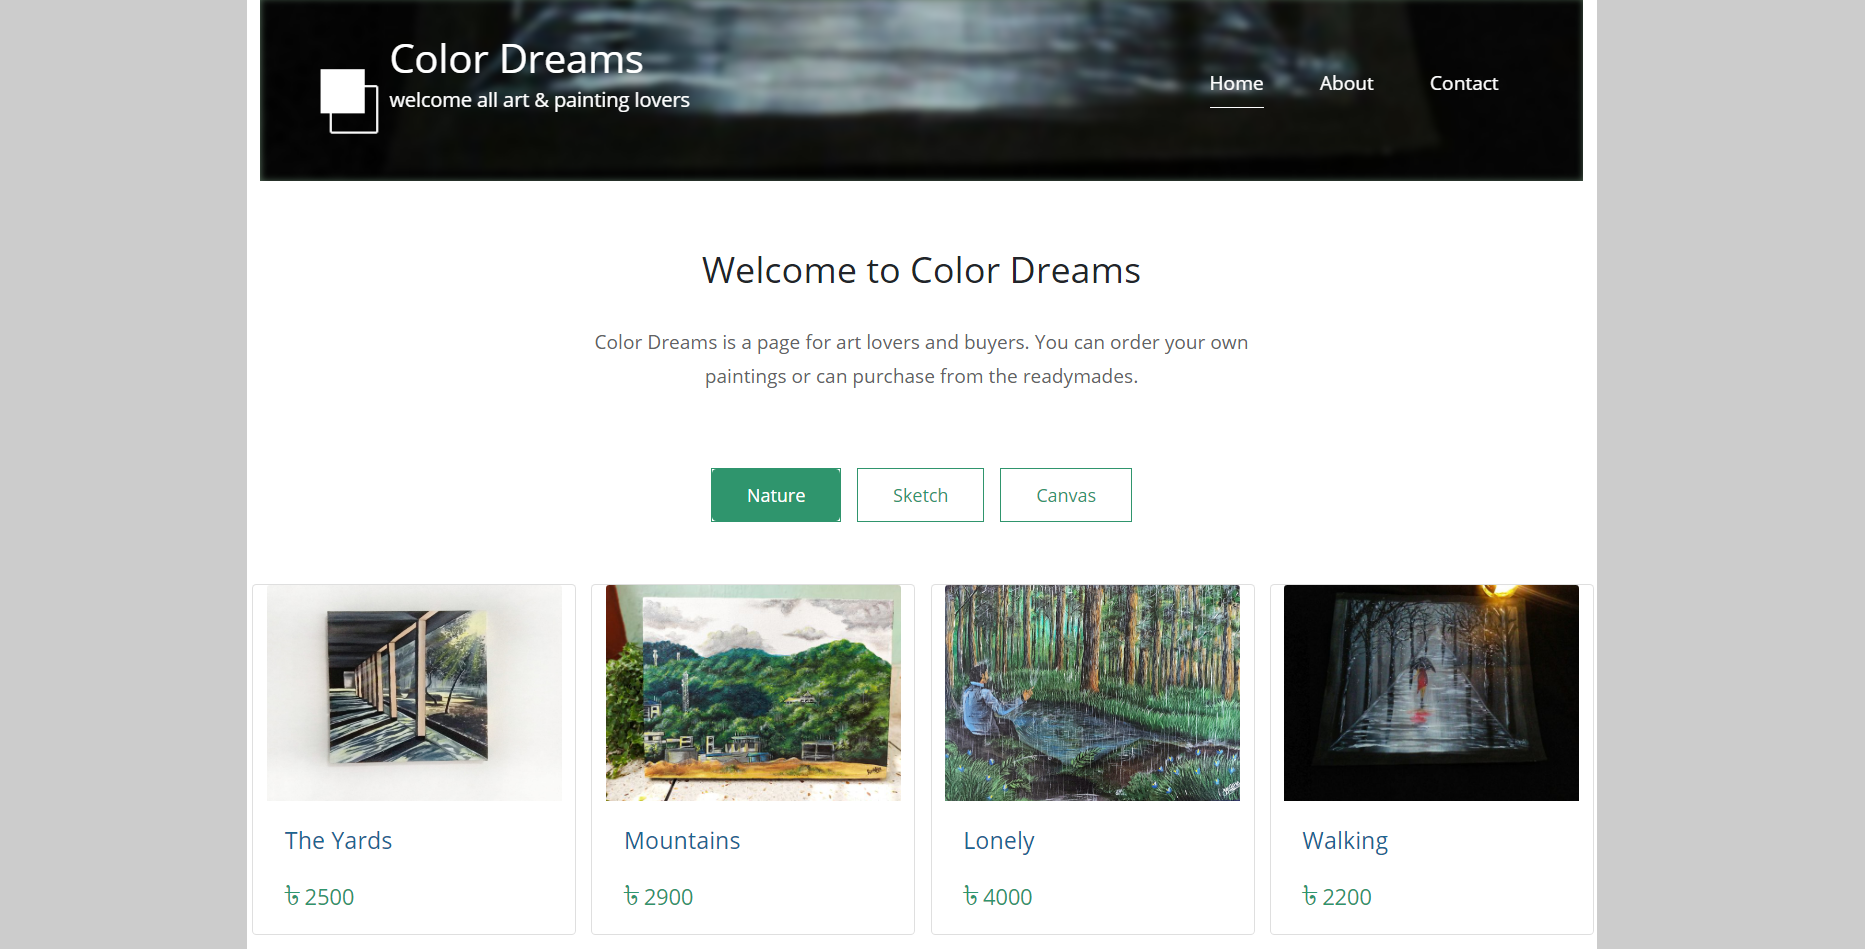 Color Dreams
welcome all art & painting lovers
Home
About
Contact
Welcome to Color Dreams
Color Dreams is a page for art lovers and buyers. You can order your own
paintings or can purchase from the readymades.
Nature
Sketch
Canvas
The Yards
৳ 2500
Mountains
৳ 2900
Lonely
৳ 4000
Walking
৳ 2200